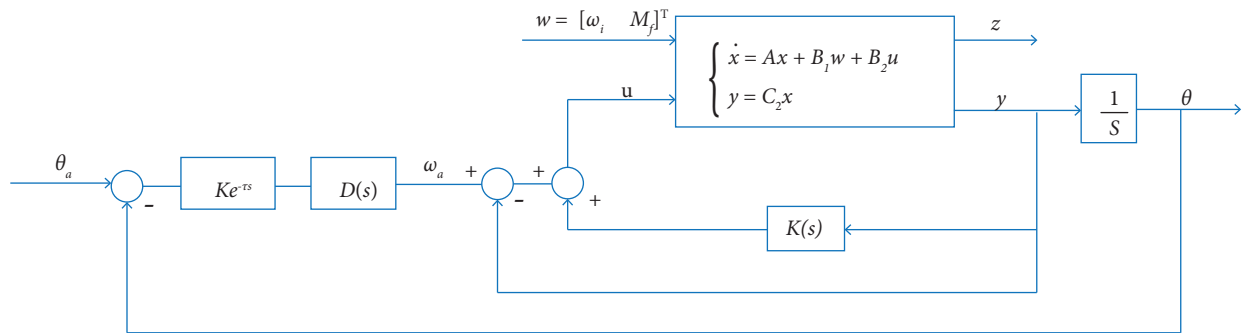 w = [ω_i M_f]^T
z
ẋ = Ax + B_1w + B_2u
u
y = C_2x
y
1
S
θ
θ_a
Ke^{-τs}
D(s)
ω_a
+
+
-
-
+
K(s)